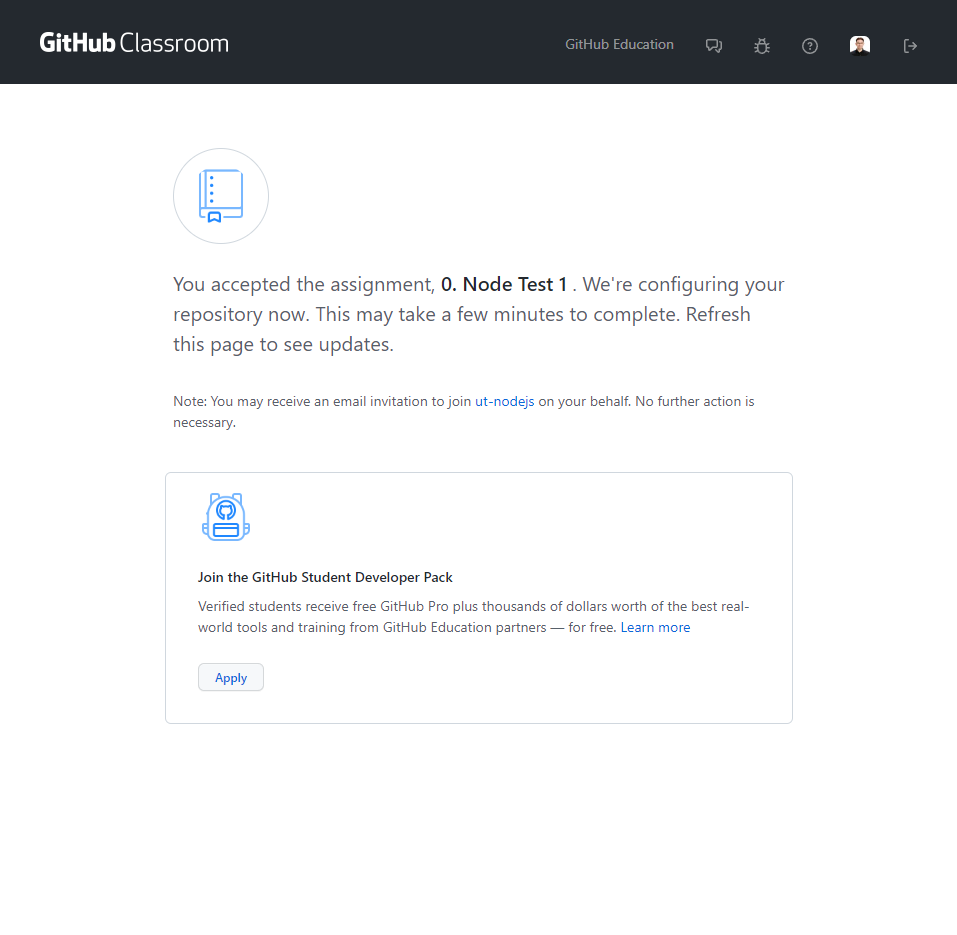 GitHub Classroom
GitHub Education
You accepted the assignment, 0. Node Test 1 . We're configuring your
repository now. This may take a few minutes to complete. Refresh
this page to see updates.
Note: You may receive an email invitation to join ut-nodejs on your behalf. No further action is
necessary.
Join the GitHub Student Developer Pack
Verified students receive free GitHub Pro plus thousands of dollars worth of the best real-
world tools and training from GitHub Education partners — for free. Learn more
Apply